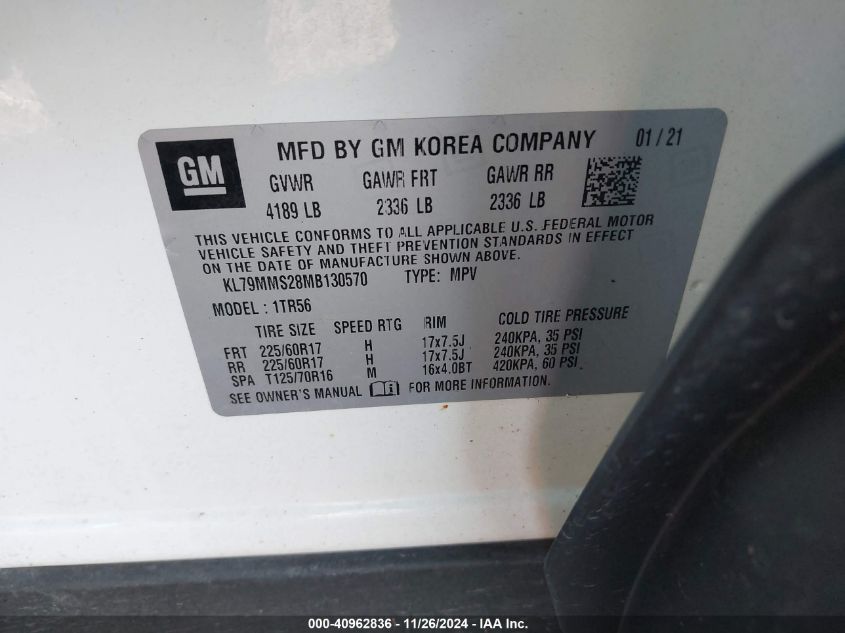 GM
MFD BY GM KOREA COMPANY 01/21
GVWR GAWR FRT GAWR RR
4189 LB 2336 LB 2336 LB
THIS VEHICLE CONFORMS TO ALL APPLICABLE U.S. FEDERAL MOTOR
VEHICLE SAFETY AND THEFT PREVENTION STANDARDS IN EFFECT
ON THE DATE OF MANUFACTURE SHOWN ABOVE.
KL79MMS28MB130570 TYPE: MPV
MODEL : 1TR56
TIRE SIZE SPEED RTG RIM COLD TIRE PRESSURE
FRT 225/60R17 H 17x7.5J 240KPA, 35 PSI
RR 225/60R17 H 17x7.5J 240KPA, 35 PSI
SPA T125/70R16 M 16x4.0BT 420KPA, 60 PSI
SEE OWNER'S MANUAL FOR MORE INFORMATION.
000-40962836 - 11/26/2024 - IAA Inc.